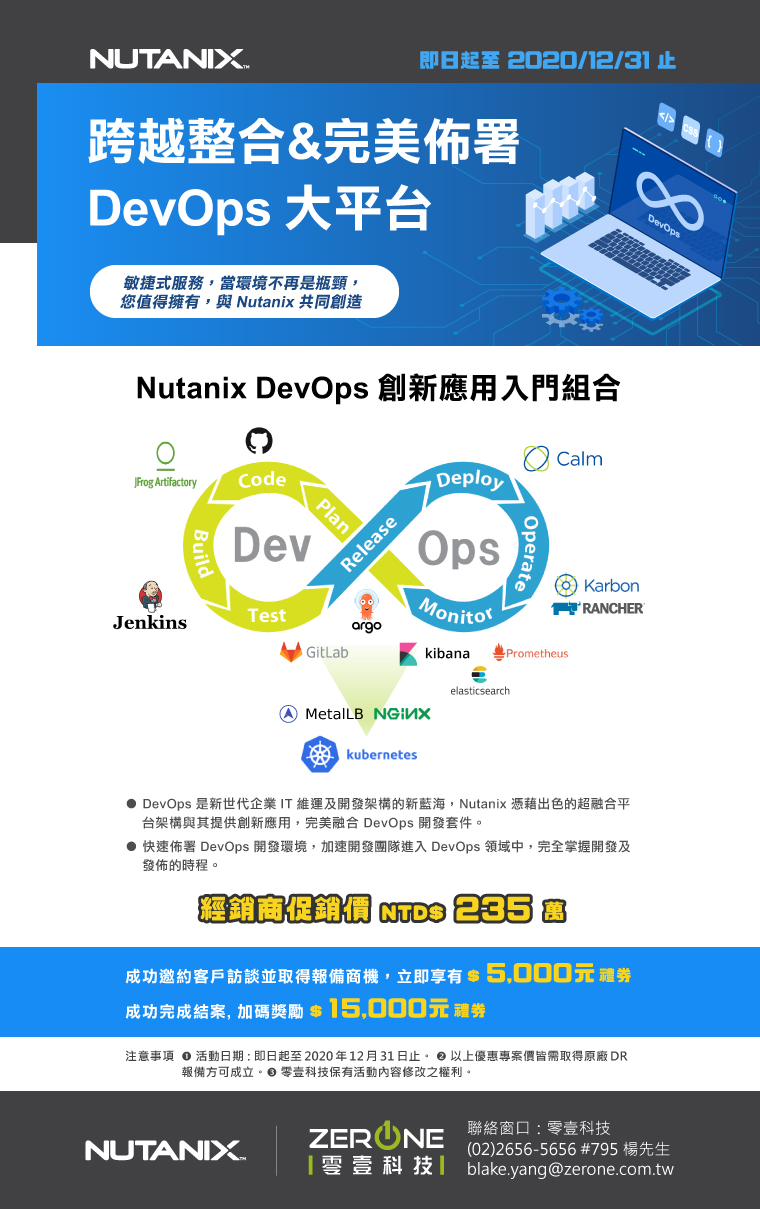 NUTANIX™
即日起至 2020/12/31 止
</>
CSS
{ }
跨越整合&完美佈署
DevOps 大平台
DevOps
敏捷式服務，當環境不再是瓶頸，
您值得擁有，與 Nutanix 共同創造
Nutanix DevOps 創新應用入門組合
JFrog Artifactory
Calm
Code
Plan
Build
Test
Dev
Release
Deploy
Operate
Monitor
Ops
Jenkins
argo
Karbon
RANCHER
GitLab
kibana
Prometheus
elasticsearch
MetalLB
NGINX
kubernetes
● DevOps 是新世代企業 IT 維運及開發架構的新藍海，Nutanix 憑藉出色的超融合平
台架構與其提供創新應用，完美融合 DevOps 開發套件。
● 快速佈署 DevOps 開發環境，加速開發團隊進入 DevOps 領域中，完全掌握開發及
發佈的時程。
經銷商促銷價 NTD$ 235 萬
成功邀約客戶訪談並取得報備商機，立即享有 $ 5,000元 禮券
成功完成結案, 加碼獎勵 $ 15,000元 禮券
注意事項 ❶ 活動日期 : 即日起至 2020 年 12 月 31 日止。 ❷ 以上優惠專案價皆需取得原廠 DR
報備方可成立。❸ 零壹科技保有活動內容修改之權利。
NUTANIX™
ZERONE
零壹科技
聯絡窗口：零壹科技
(02)2656-5656 #795 楊先生
blake.yang@zerone.com.tw